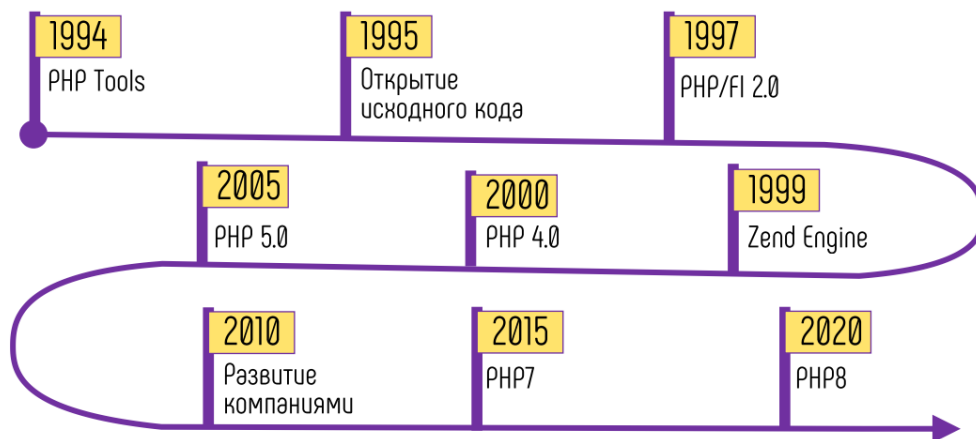 1994
PHP Tools
1995
Открытие
исходного кода
1997
PHP/FI 2.0
1999
Zend Engine
2000
PHP 4.0
2005
PHP 5.0
2010
Развитие
компаниями
2015
PHP7
2020
PHP8